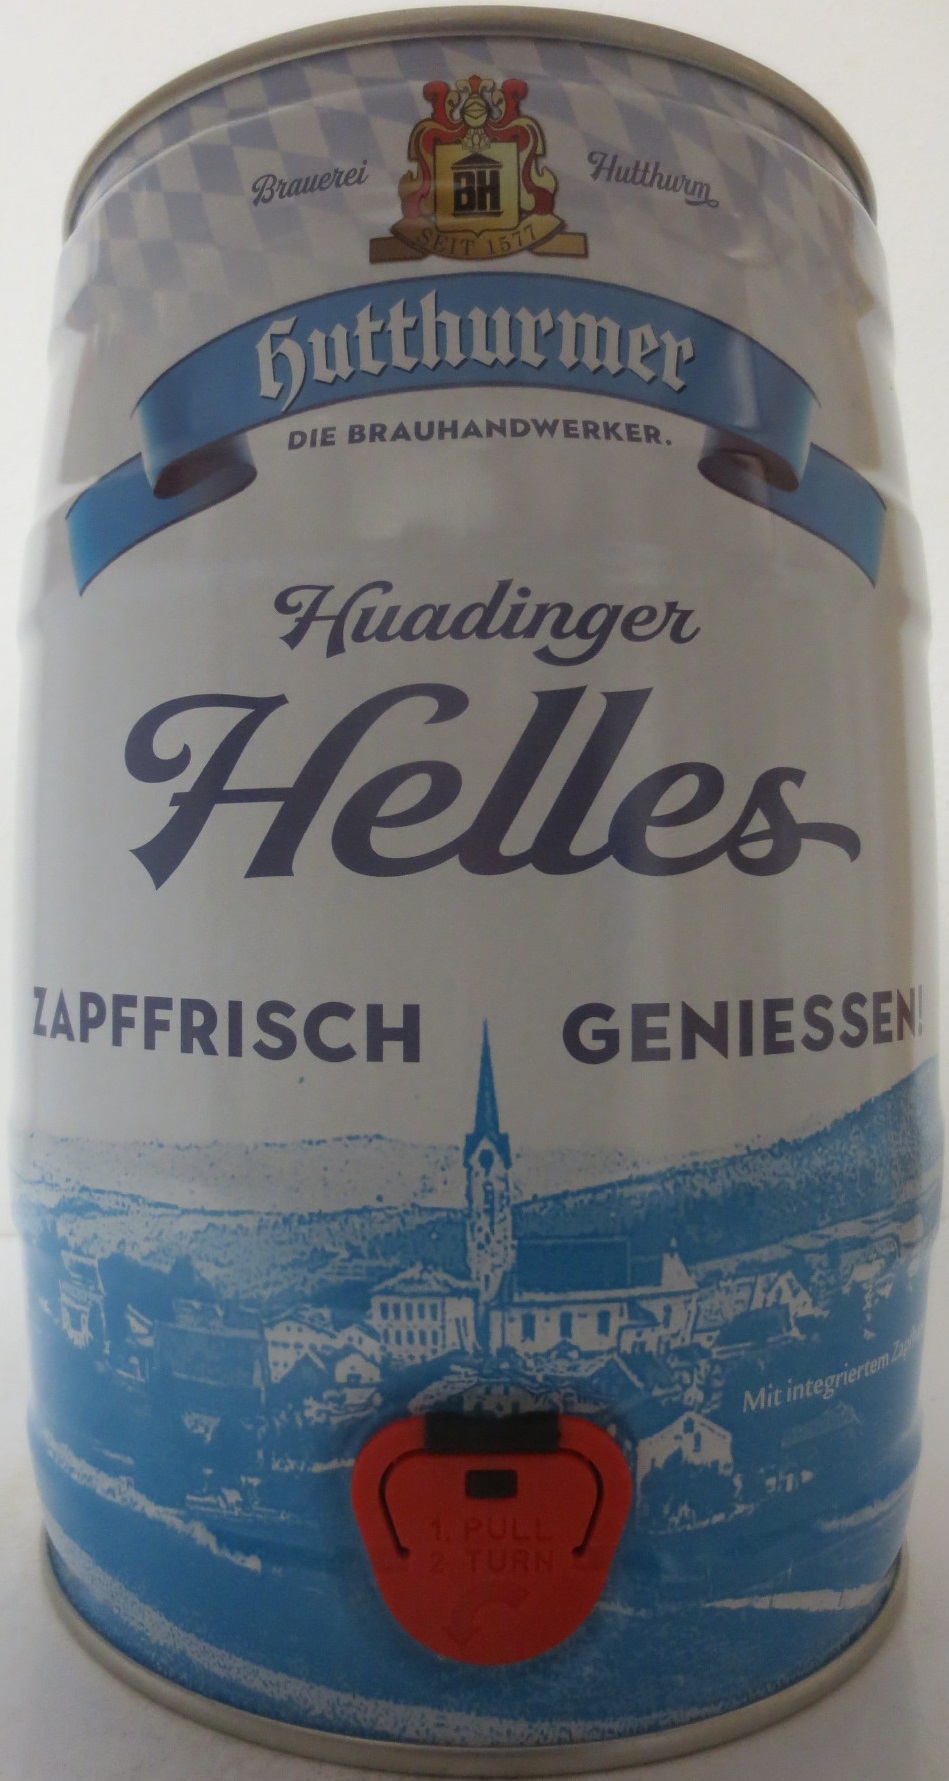 Brauerei Hutthurm
BH
SEIT 1577
Hutthurmer
DIE BRAUHANDWERKER.
Huadinger
Helles
ZAPFFRISCH GENIESSEN!
Mit integriertem
1. PULL
2 TURN